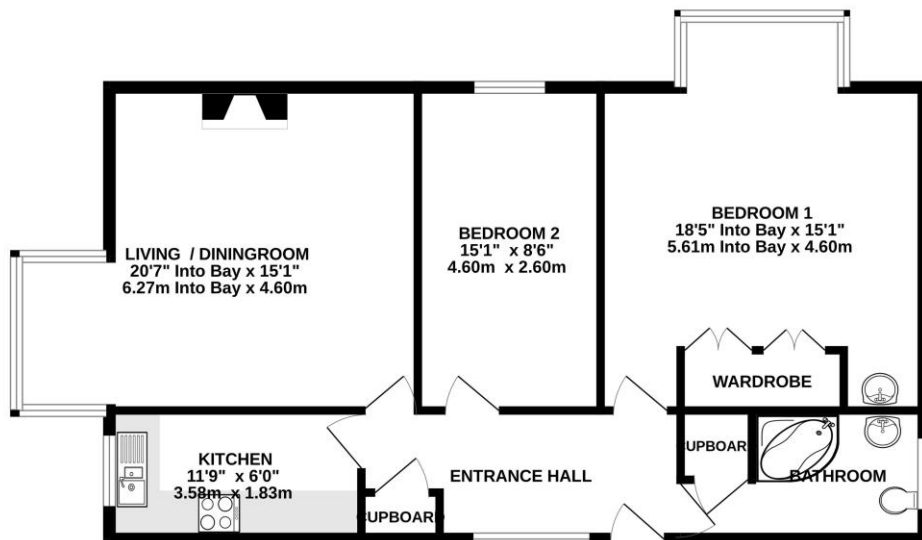 BEDROOM 1
18'5" Into Bay x 15'1"
5.61m Into Bay x 4.60m
BEDROOM 2
15'1" x 8'6"
4.60m x 2.60m
LIVING / DININGROOM
20'7" Into Bay x 15'1"
6.27m Into Bay x 4.60m
WARDROBE
KITCHEN
11'9" x 6'0"
3.58m x 1.83m
ENTRANCE HALL
CUPBOARD
BATHROOM
CUPBOARD